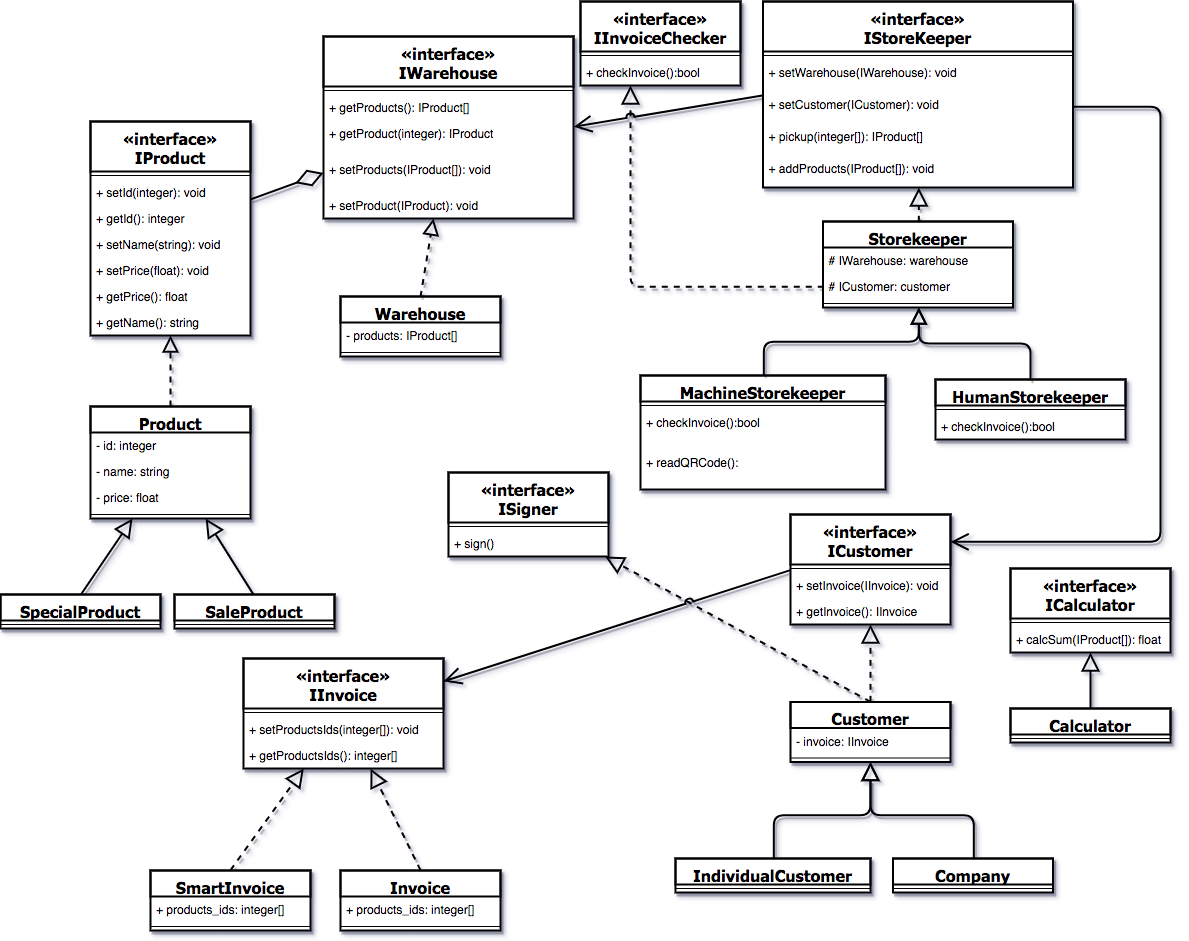 «interface»
IInvoiceChecker
+ checkInvoice():bool
«interface»
IStoreKeeper
+ setWarehouse(IWarehouse): void
+ setCustomer(ICustomer): void
+ pickup(integer[]): IProduct[]
+ addProducts(IProduct[]): void
«interface»
IWarehouse
+ getProducts(): IProduct[]
+ getProduct(integer): IProduct
+ setProducts(IProduct[]): void
+ setProduct(IProduct): void
«interface»
IProduct
+ setId(integer): void
+ getId(): integer
+ setName(string): void
+ setPrice(float): void
+ getPrice(): float
+ getName(): string
Storekeeper
# IWarehouse: warehouse
# ICustomer: customer
Warehouse
- products: IProduct[]
MachineStorekeeper
+ checkInvoice():bool
+ readQRCode():
HumanStorekeeper
+ checkInvoice():bool
Product
- id: integer
- name: string
- price: float
«interface»
ISigner
+ sign()
«interface»
ICustomer
+ setInvoice(IInvoice): void
+ getInvoice(): IInvoice
«interface»
ICalculator
+ calcSum(IProduct[]): float
SpecialProduct
SaleProduct
«interface»
IInvoice
+ setProductsIds(integer[]): void
+ getProductsIds(): integer[]
Customer
- invoice: IInvoice
Calculator
SmartInvoice
+ products_ids: integer[]
Invoice
+ products_ids: integer[]
IndividualCustomer
Company